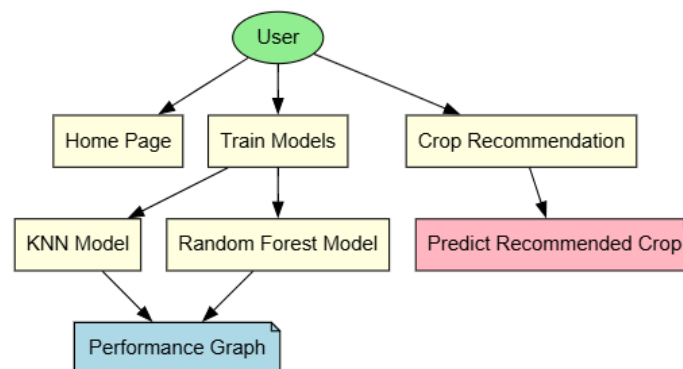 User
Home Page
Train Models
Crop Recommendation
KNN Model
Random Forest Model
Predict Recommended Crop
Performance Graph